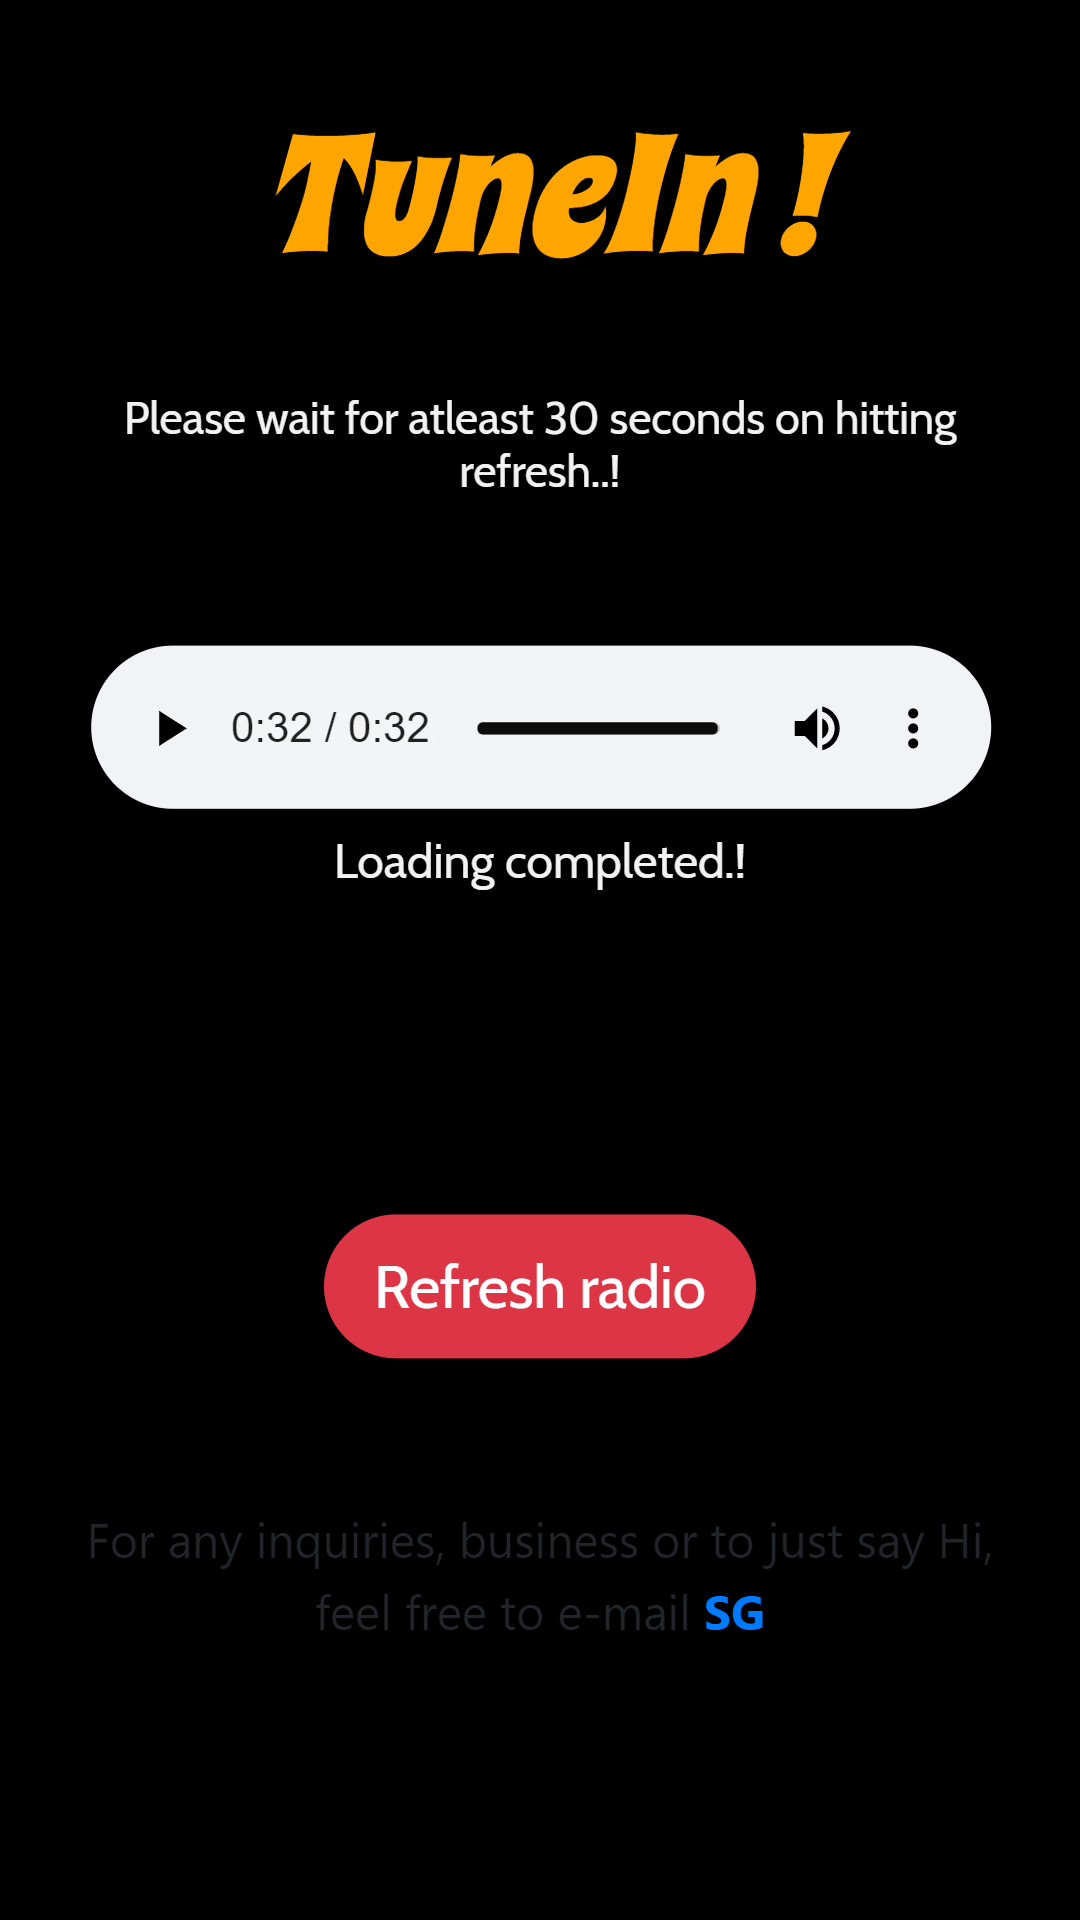 TuneIn!
Please wait for atleast 30 seconds on hitting
refresh..!
0:32 / 0:32
Loading completed.!
Refresh radio
For any inquiries, business or to just say Hi,
feel free to e-mail SG